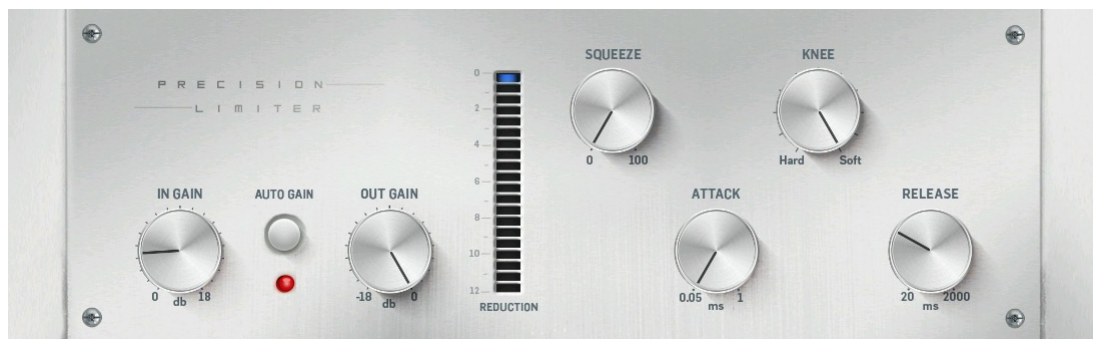 PRECISION
LIMITER
SQUEEZE
0 100
KNEE
Hard Soft
0
2
4
6
8
10
12
REDUCTION
IN GAIN
0 db 18
AUTO GAIN
OUT GAIN
-18 db 0
ATTACK
0.05 ms 1
RELEASE
20 ms 2000